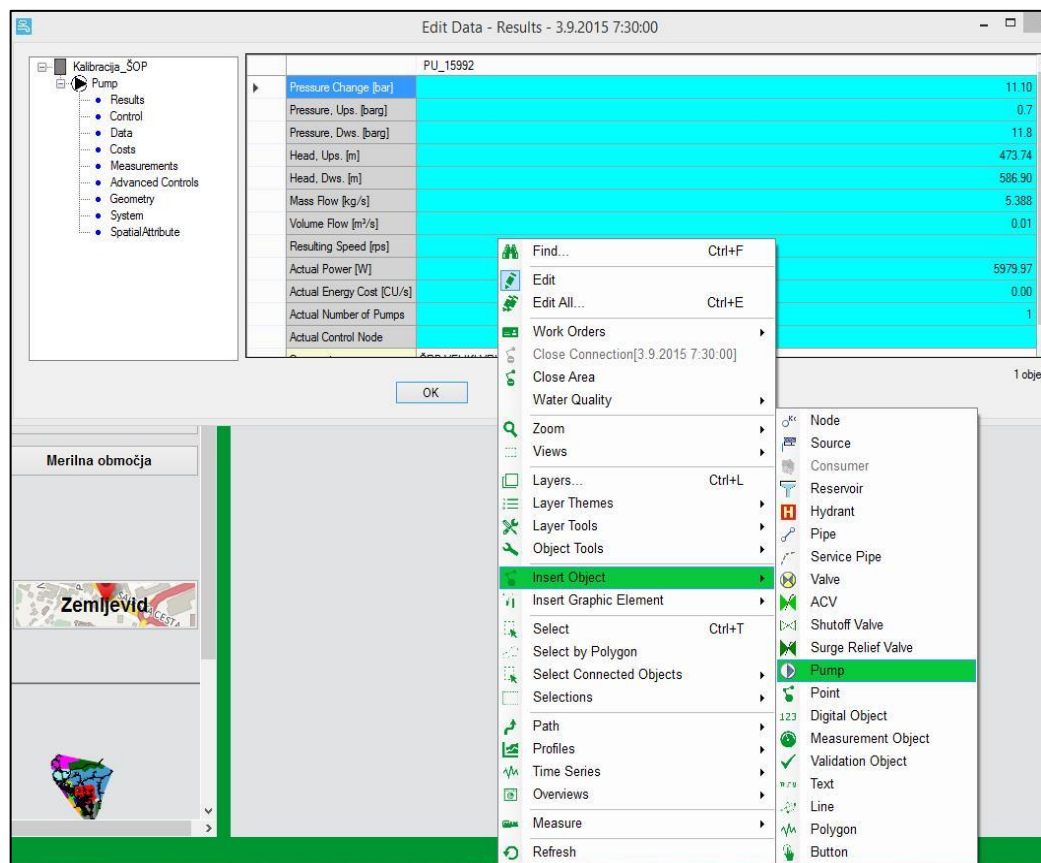 Edit Data - Results - 3.9.2015 7:30:00
Kalibracija_ŠOP
Pump
Results
Control
Data
Costs
Measurements
Advanced Controls
Geometry
System
SpatialAttribute
PU_15992
Pressure Change [bar] 11.10
Pressure, Ups. [barg] 0.7
Pressure, Dws. [barg] 11.8
Head, Ups. [m] 473.74
Head, Dws. [m] 586.90
Mass Flow [kg/s] 5.388
Volume Flow [m³/s] 0.01
Resulting Speed [rps]
Actual Power [W] 5979.97
Actual Energy Cost [CU/s] 0.00
Actual Number of Pumps 1
Actual Control Node
OK
1 obje
Merilna območja
Zemljevid
CESTA
Find... Ctrl+F
Edit
Edit All... Ctrl+E
Work Orders
Close Connection[3.9.2015 7:30:00]
Close Area
Water Quality
Zoom
Views
Layers... Ctrl+L
Layer Themes
Layer Tools
Object Tools
Insert Object
Insert Graphic Element
Select Ctrl+T
Select by Polygon
Select Connected Objects
Selections
Path
Profiles
Time Series
Overviews
Measure
Refresh
Node
Source
Consumer
Reservoir
H Hydrant
Pipe
Service Pipe
Valve
ACV
Shutoff Valve
Surge Relief Valve
Pump
Point
123 Digital Object
Measurement Object
Validation Object
Text
Line
Polygon
Button